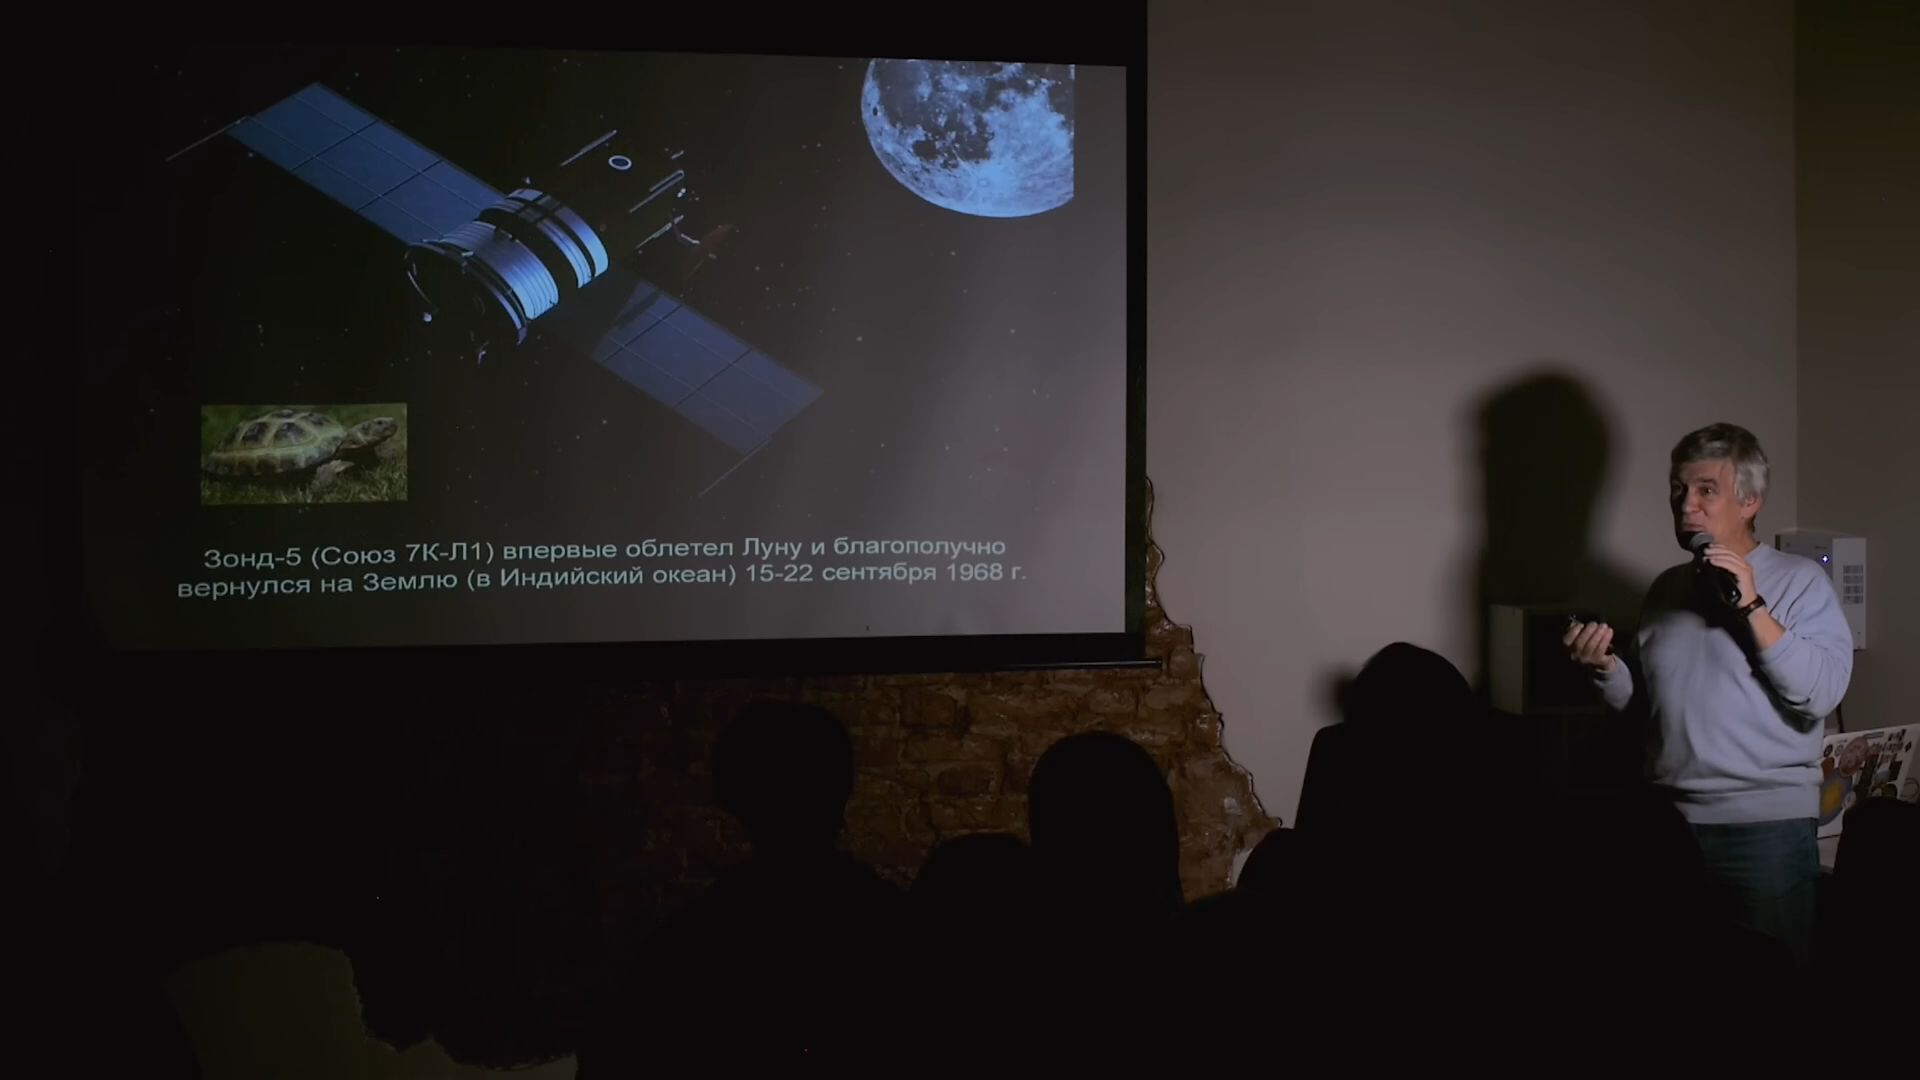 Зонд-5 (Союз 7К-Л1) впервые облетел Луну и благополучно
вернулся на Землю (в Индийский океан) 15-22 сентября 1968 г.